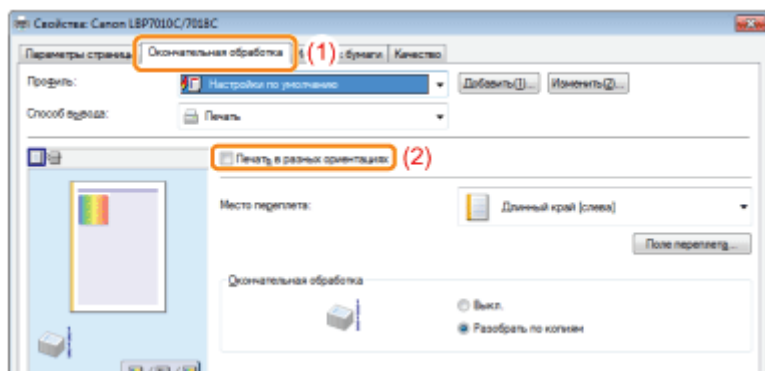 Свойства: Canon LBP7010C/7018C
Параметры страницы Окончательная обработка (1) бумаги Качество
Профиль: Настройки по умолчанию Добавить(1)... Изменить(2)...
Способ вывода: Печать
Печать в разных ориентациях (2)
Место переплета: Длинный край [слева]
Поле переплета...
Окончательная обработка
Выкл.
Разобрать по копиям